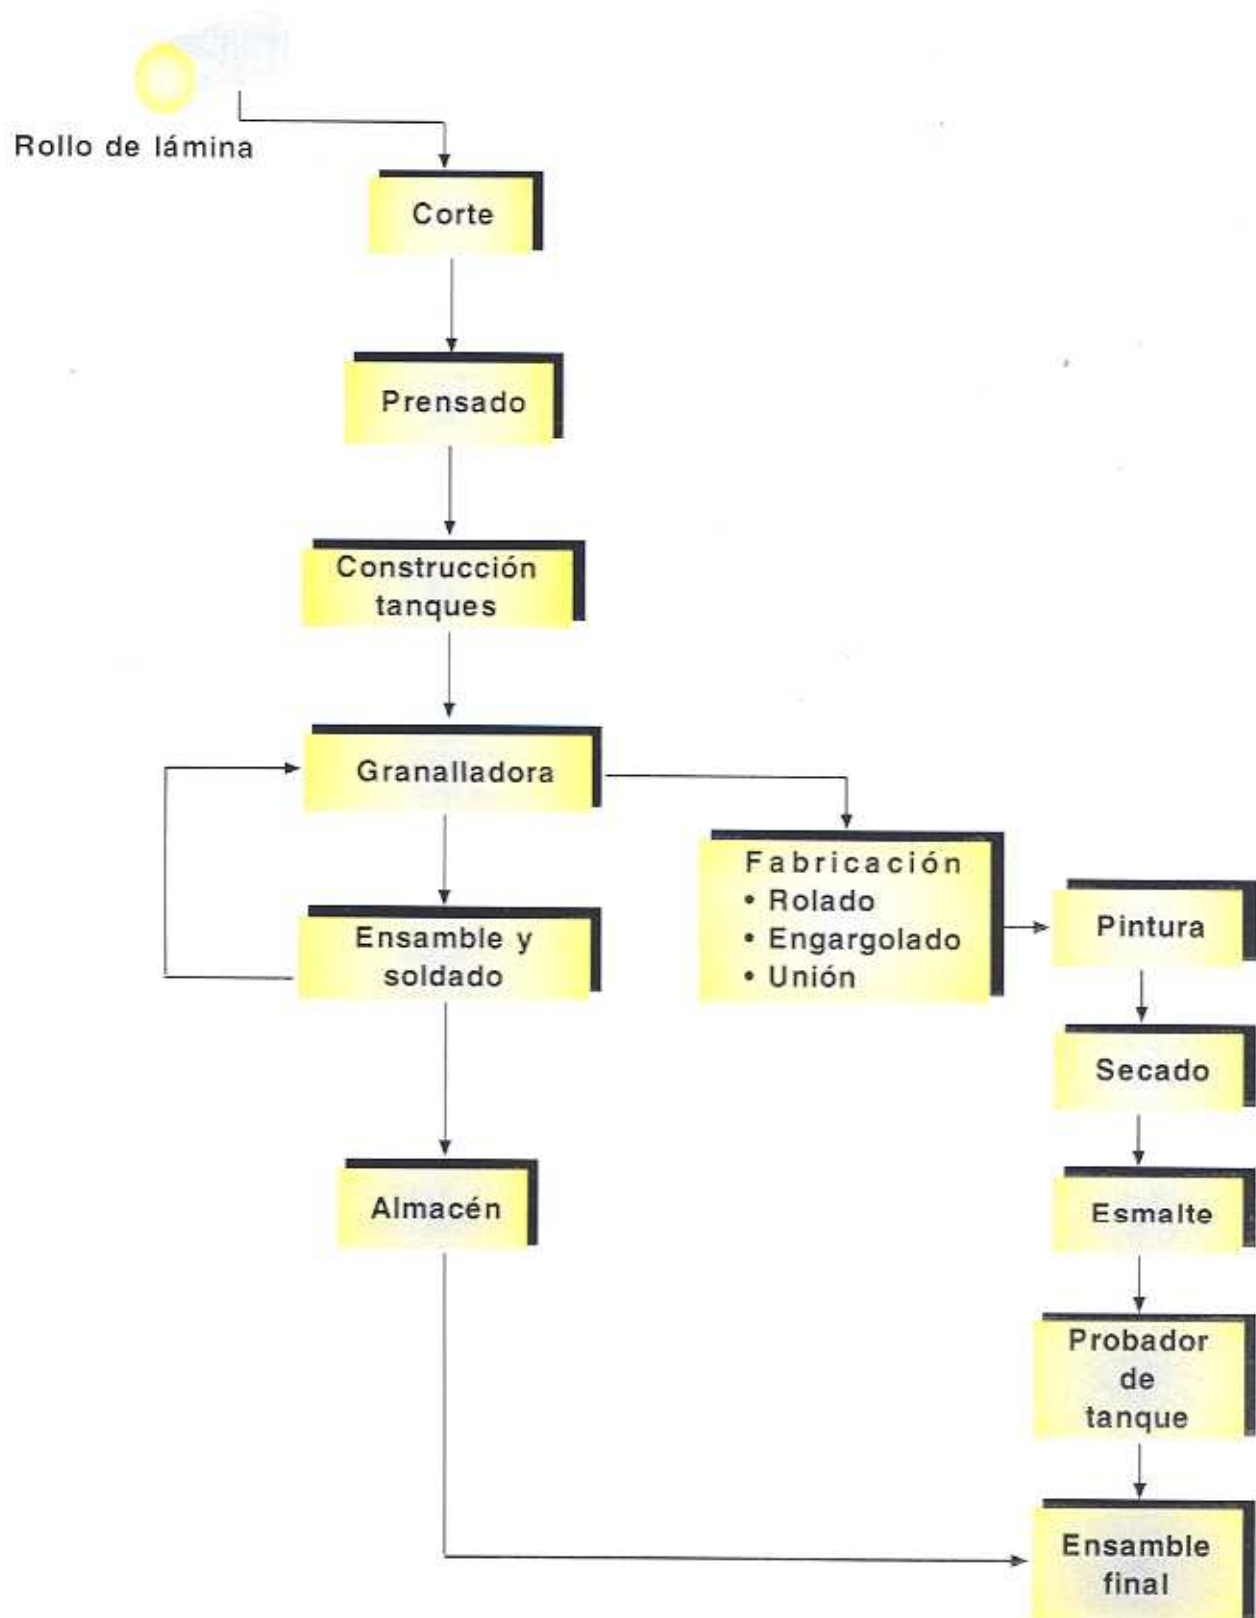 Rollo de lámina
Corte
Prensado
Construcción
tanques
Granalladora
Ensamble y
soldado
Almacén
Fabricación
• Rolado
• Engargolado
• Unión
Pintura
Secado
Esmalte
Probador
de
tanque
Ensamble
final